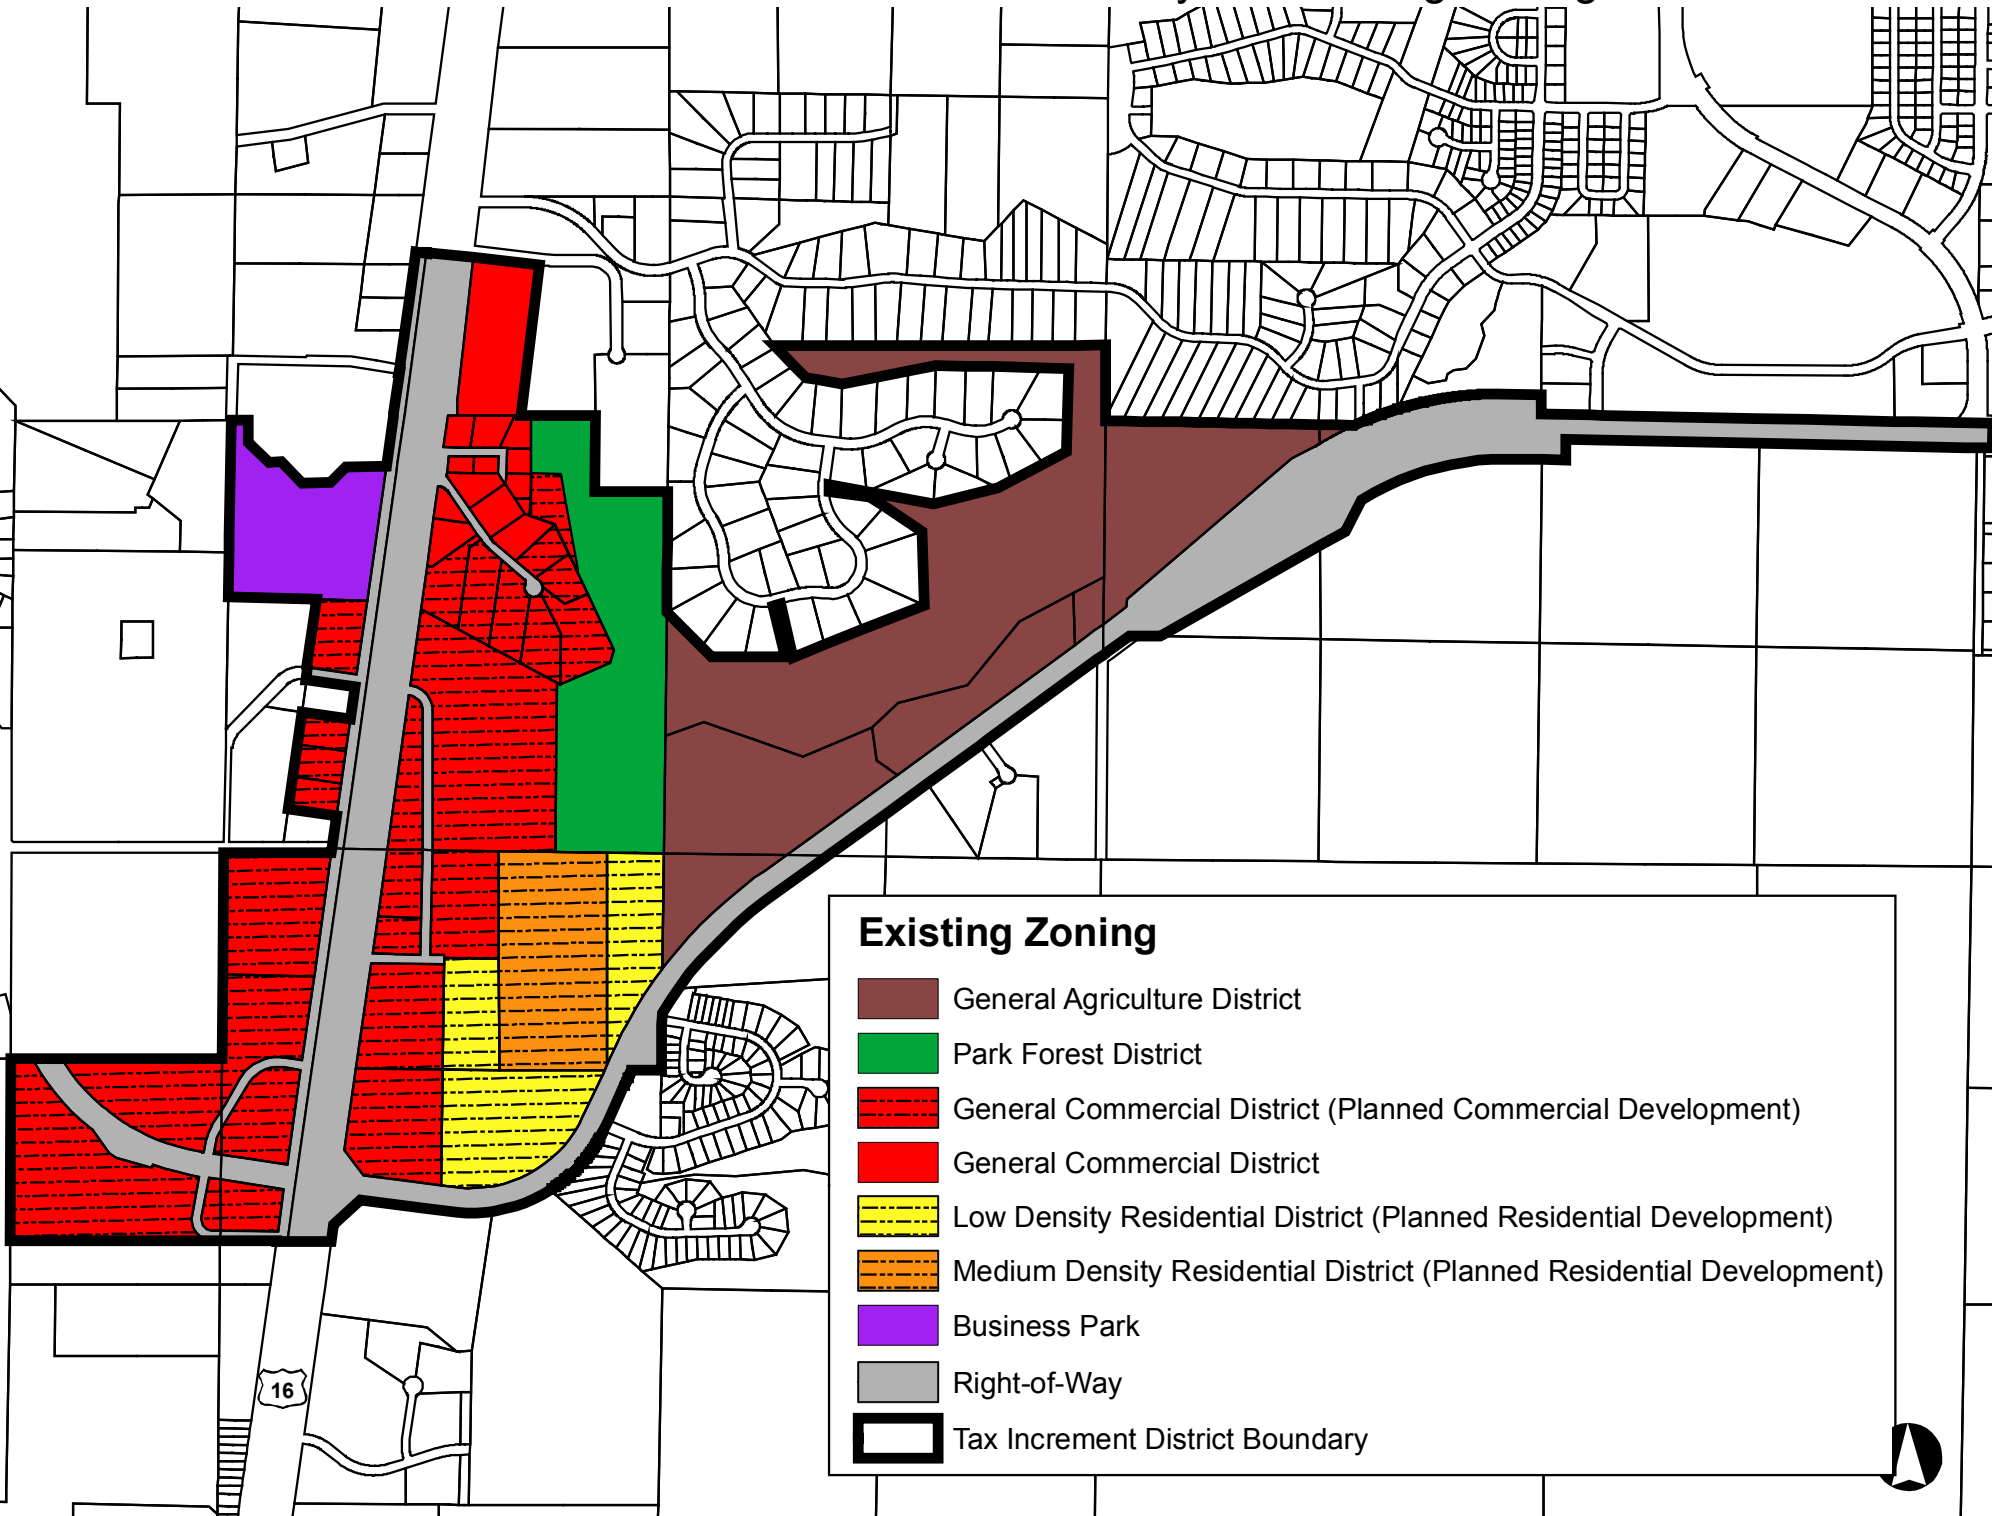 Existing Zoning
General Agriculture District
Park Forest District
General Commercial District (Planned Commercial Development)
General Commercial District
Low Density Residential District (Planned Residential Development)
Medium Density Residential District (Planned Residential Development)
Business Park
Right-of-Way
16
Tax Increment District Boundary